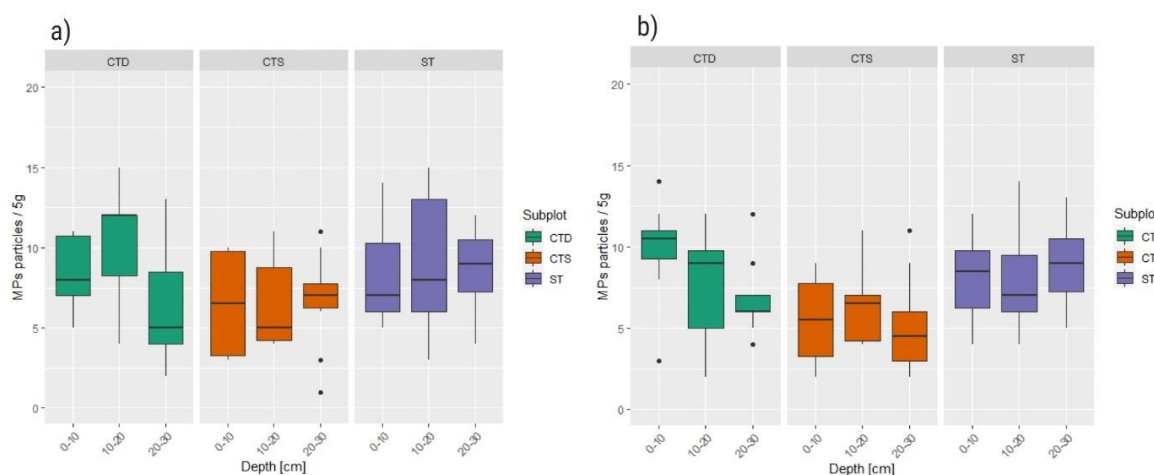 a)
CTD CTS ST
MPs particles / 5g
20
15
10
5
0
0-10 10-20 20-30 0-10 10-20 20-30 0-10 10-20 20-30
Depth [cm]
Subplot
CTD
CTS
ST
b)
CTD CTS ST
MPs particles / 5g
20
15
10
5
0
0-10 10-20 20-30 0-10 10-20 20-30 0-10 10-20 20-30
Depth [cm]
Subplot
CT
CT
ST